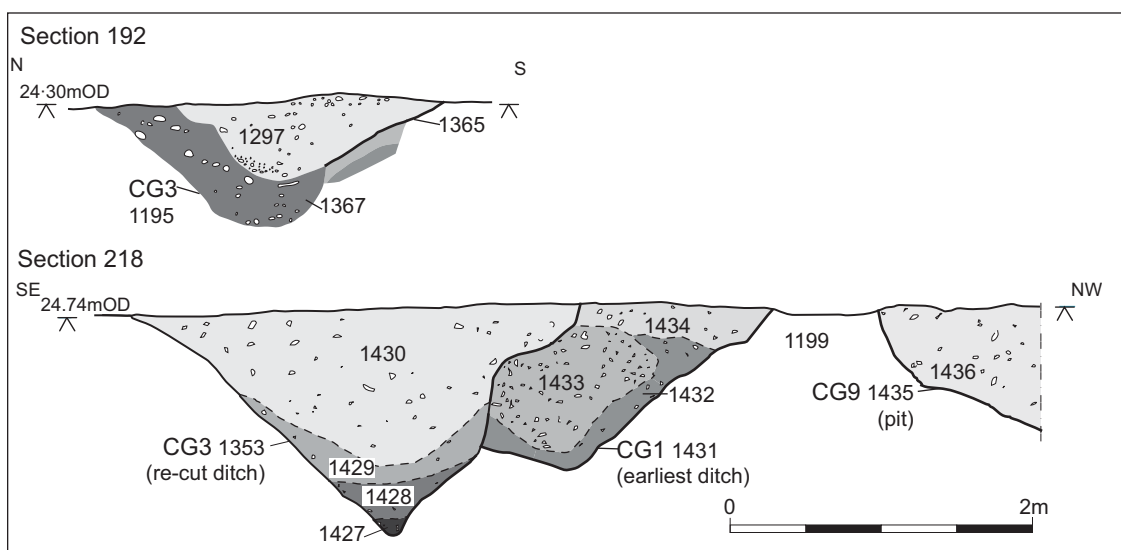 Section 192
N
S
24·30mOD
1365
1297
CG3
1195
1367
Section 218
SE
NW
24.74mOD
1434
1199
1430
1433
1436
1432
CG9 1435
(pit)
CG3 1353
(re-cut ditch)
CG1 1431
(earliest ditch)
1429
1428
1427
0
2m